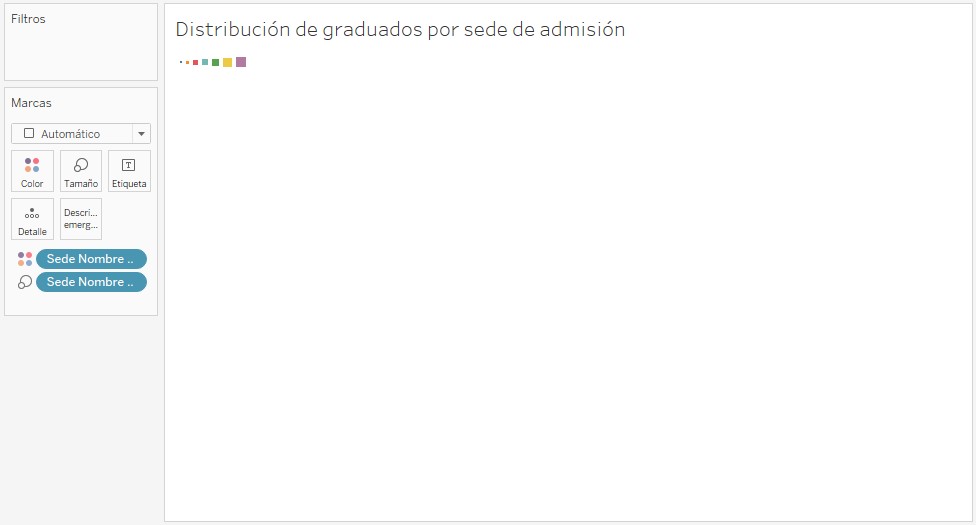 Filtros
Marcas
Automático
Color
Tamaño
Etiqueta
Detalle
Descri...
emerg...
Sede Nombre ..
Sede Nombre ..
Distribución de graduados por sede de admisión